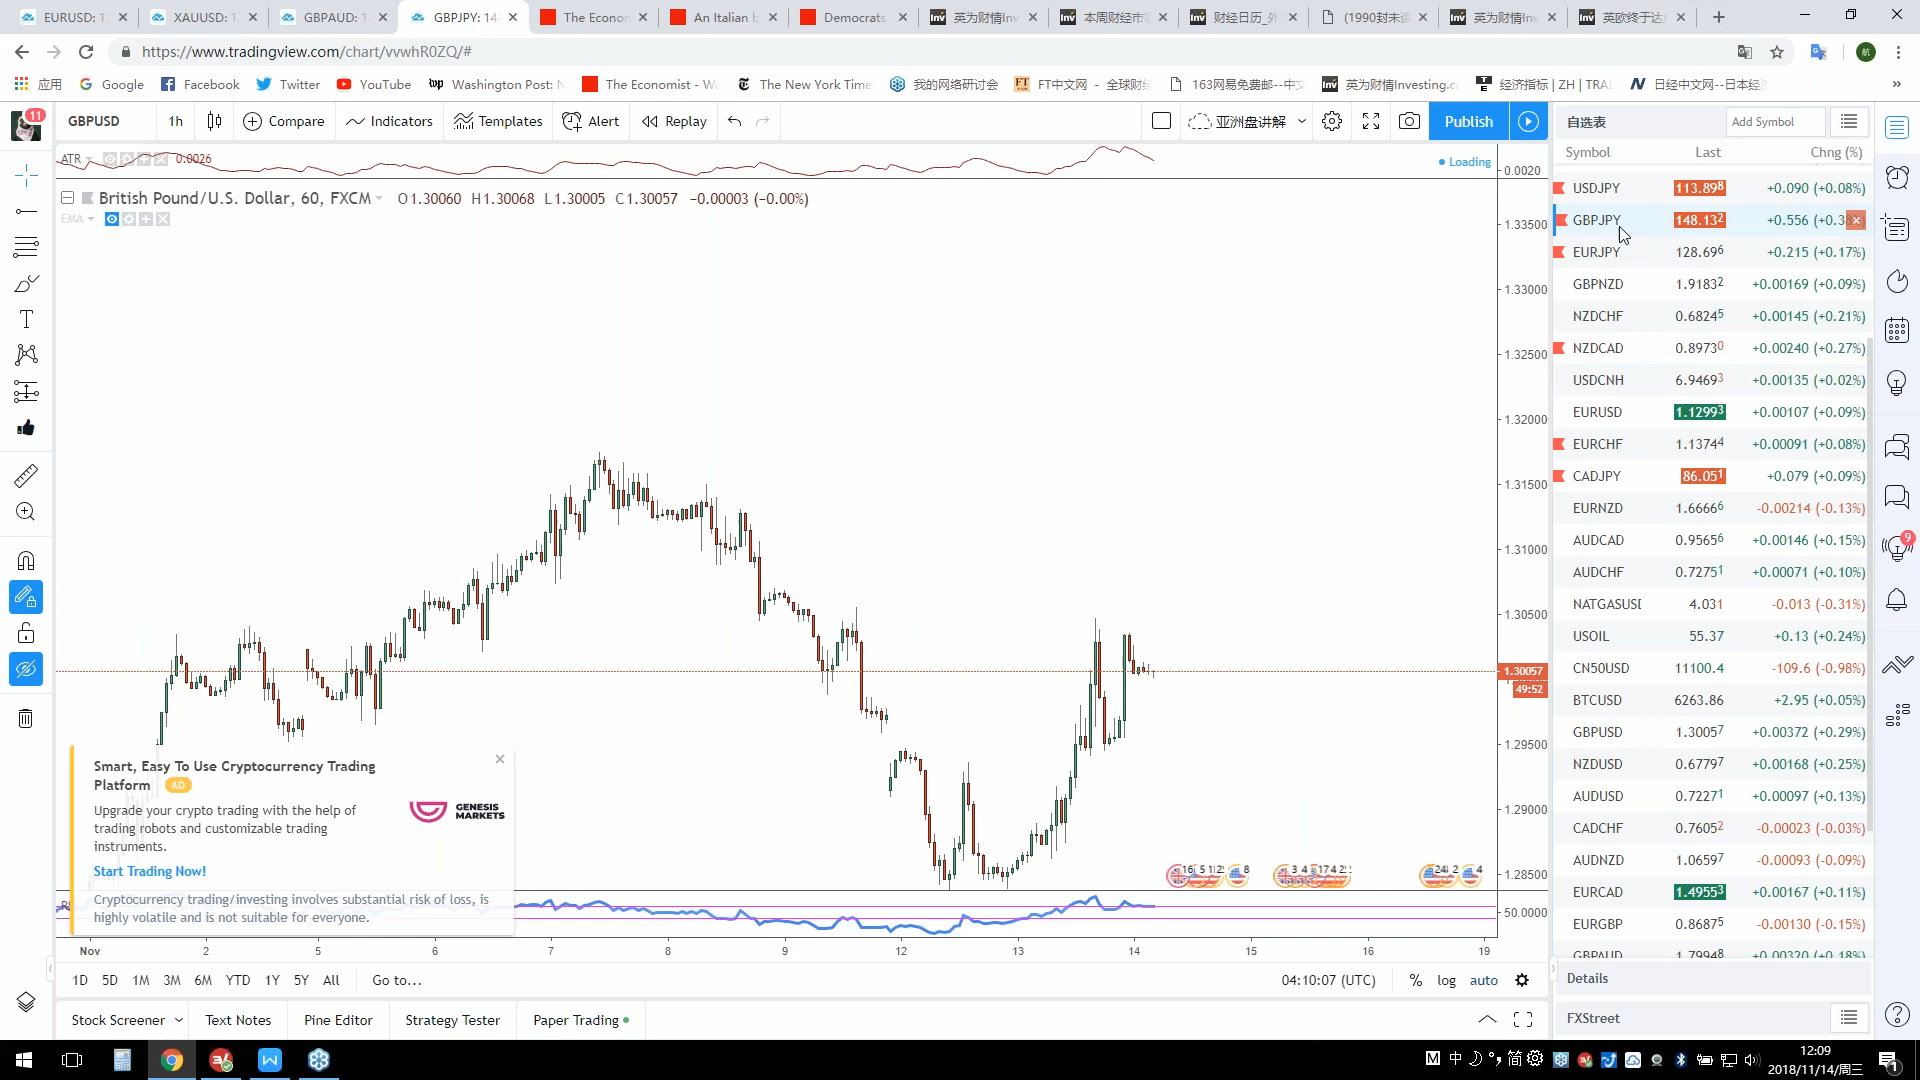 EURUSD: 1.
XAUUSD: 1
GBPAUD: 1.
GBPJPY: 14
The Econor
An Italian b
Democrats
英为财情Inv
本周财经市
财经日历_外
英为财情Inv
英欧终于达
https://www.tradingview.com/chart/vvwhR0ZQ/#
应用
Google
Facebook
Twitter
YouTube
Washington Post:
The Economist - W
The New York Time
我的网络研讨会
FT中文网 - 全球财经
163网易免费邮--中文
英为财情Investing.c
经济指标 | ZH | TRA
日经中文网--日本经
GBPUSD
1h
Compare
Indicators
Templates
Alert
Replay
亚洲盘讲解
Publish
自选表
Add Symbol
Symbol Last Chng (%)
ATR 0.0026
Loading
0.0020
British Pound/U.S. Dollar, 60, FXCM O1.30060 H1.30068 L1.30005 C1.30057 -0.00003 (-0.00%)
EMA
1.33500
1.33000
1.32500
1.32000
1.31500
1.31000
1.30500
1.30057
49:52
1.29500
1.29000
1.28500
50.0000
USDJPY 113.898 +0.090 (+0.08%)
GBPJPY 148.132 +0.556 (+0.3
EURJPY 128.696 +0.215 (+0.17%)
GBPNZD 1.91832 +0.00169 (+0.09%)
NZDCHF 0.68245 +0.00145 (+0.21%)
NZDCAD 0.89730 +0.00240 (+0.27%)
USDCNH 6.94693 +0.00135 (+0.02%)
EURUSD 1.12993 +0.00107 (+0.09%)
EURCHF 1.13744 +0.00091 (+0.08%)
CADJPY 86.051 +0.079 (+0.09%)
EURNZD 1.66666 -0.00214 (-0.13%)
AUDCAD 0.95656 +0.00146 (+0.15%)
AUDCHF 0.72751 +0.00071 (+0.10%)
NATGASUSD 4.031 -0.013 (-0.31%)
USOIL 55.37 +0.13 (+0.24%)
CN50USD 11100.4 -109.6 (-0.98%)
BTCUSD 6263.86 +2.95 (+0.05%)
GBPUSD 1.30057 +0.00372 (+0.29%)
NZDUSD 0.67797 +0.00168 (+0.25%)
AUDUSD 0.72271 +0.00097 (+0.13%)
CADCHF 0.76052 -0.00023 (-0.03%)
AUDNZD 1.06597 -0.00093 (-0.09%)
EURCAD 1.49553 +0.00167 (+0.11%)
EURGBP 0.86875 -0.00130 (-0.15%)
GBPAUD 1.79948 +0.00320 (+0.18%)
Details
FXStreet
Smart, Easy To Use Cryptocurrency Trading
Platform AD
Upgrade your crypto trading with the help of
trading robots and customizable trading
instruments.
Start Trading Now!
Cryptocurrency trading/investing involves substantial risk of loss, is
highly volatile and is not suitable for everyone.
GENESIS
MARKETS
Nov 2 5 6 7 8 9 12 13 14 15 16 19
1D 5D 1M 3M 6M YTD 1Y 5Y All Go to...
04:10:07 (UTC) % log auto
Stock Screener Text Notes Pine Editor Strategy Tester Paper Trading
11
9
12:09
2018/11/14/周三